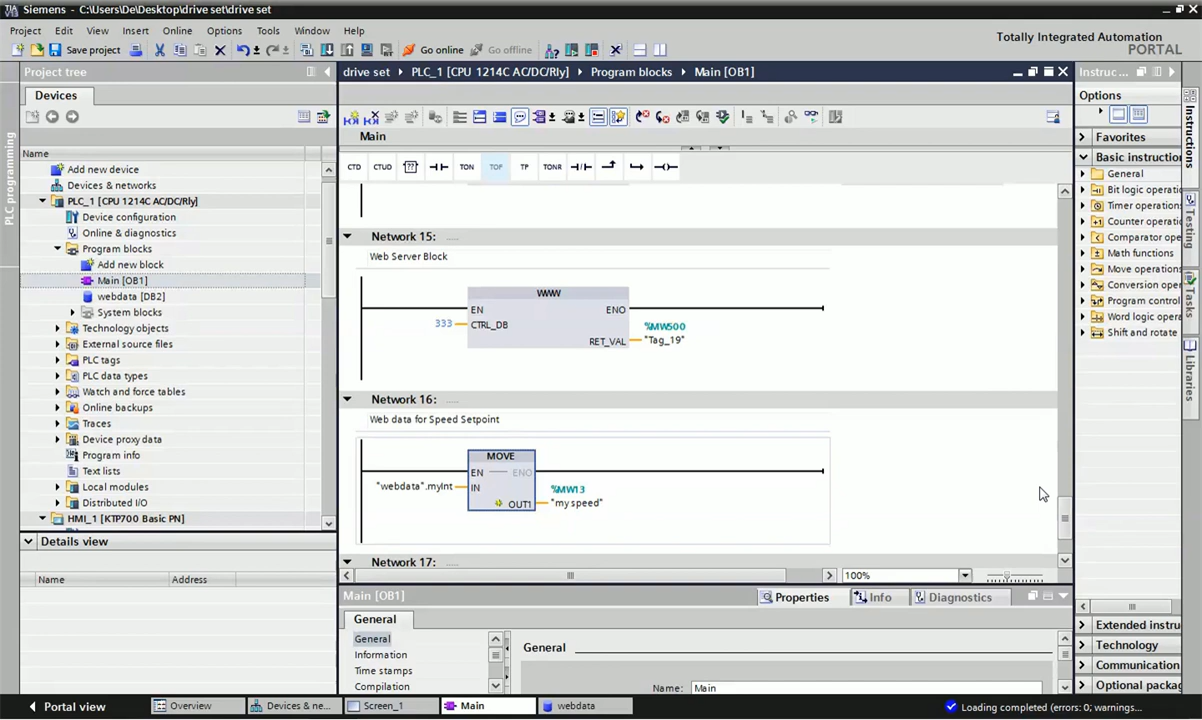 Siemens - C:\Users\De\Desktop\drive set\drive set
Project Edit View Insert Online Options Tools Window Help
Totally Integrated Automation
PORTAL
Save project Go online Go offline
Project tree
drive set PLC_1 [CPU 1214C AC/DC/Rly] Program blocks Main [OB1]
Instruc...
Devices
Options
PLC programming
Name
Add new device
Devices & networks
PLC_1 [CPU 1214C AC/DC/Rly]
Device configuration
Online & diagnostics
Program blocks
Add new block
Main [OB1]
webdata [DB2]
System blocks
Technology objects
External source files
PLC tags
PLC data types
Watch and force tables
Online backups
Traces
Device proxy data
Program info
Text lists
Local modules
Distributed I/O
HMI_1 [KTP700 Basic PN]
Details view
Name Address
Main
CTD CTUD ?? TON TOF TP TONR
Network 15:
Web Server Block
WWW
EN ENO
333 CTRL_DB
%MW500
RET_VAL "Tag_19"
Network 16:
Web data for Speed Setpoint
MOVE
EN ENO
"webdata".myInt IN
%MW13
OUT1 "my speed"
Network 17:
100%
Main [OB1]
Properties Info Diagnostics
General
General
Information
Time stamps
Compilation
General
Name: Main
Favorites
Basic instructio
General
Bit logic operati
Timer operations
Counter operati
Comparator ope
Math functions
Move operations
Conversion oper
Program control
Word logic opera
Shift and rotate
Extended instru
Technology
Communication
Optional packag
Instructions
Testing
Tasks
Libraries
Portal view Overview Devices & ne... Screen_1 Main webdata
Loading completed (errors: 0; warnings...